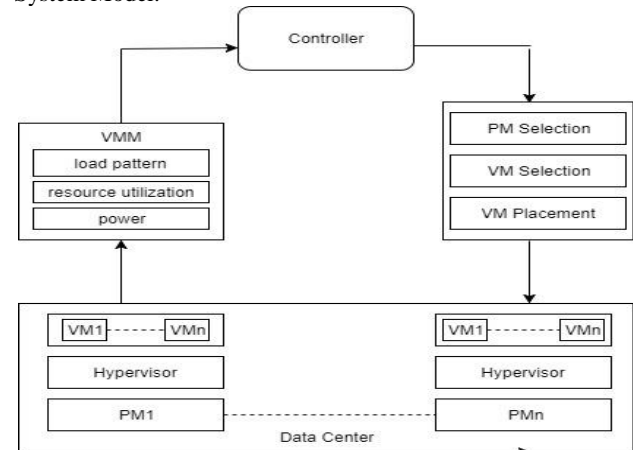 System Model.
Controller
VMM
load pattern
resource utilization
power
PM Selection
VM Selection
VM Placement
VM1 VMn
VM1 VMn
Hypervisor
Hypervisor
PM1
PMn
Data Center